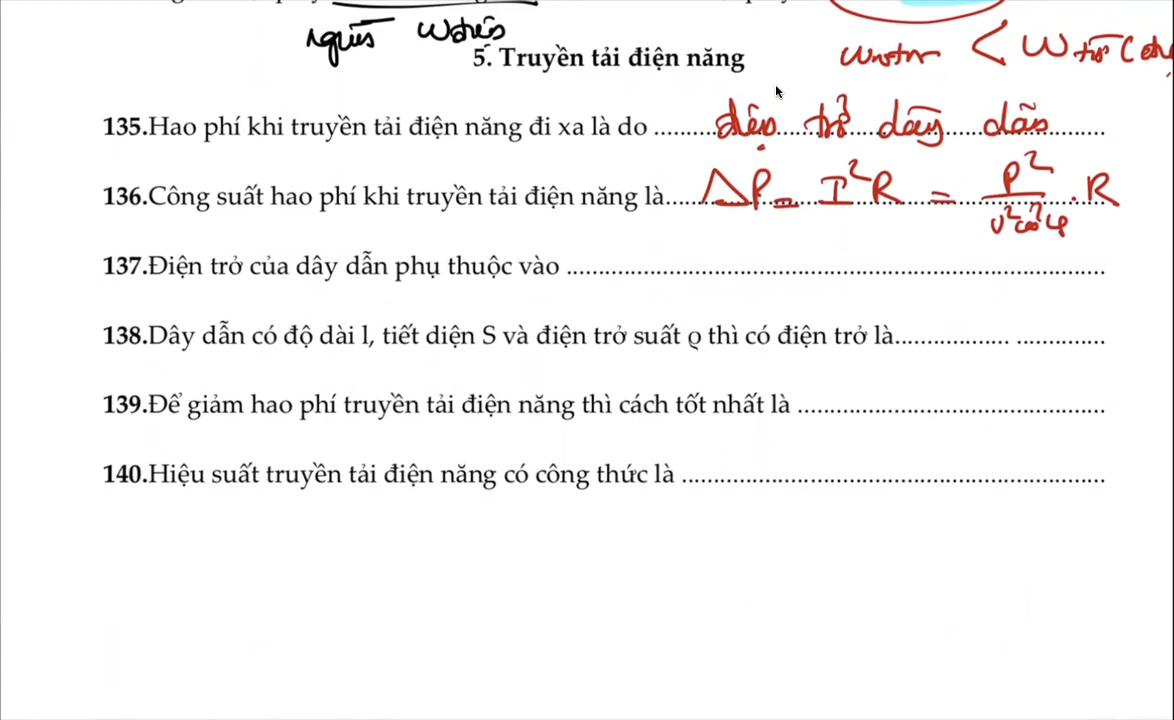 5. Truyền tải điện năng
< W
135.Hao phí khi truyền tải điện năng đi xa là do .......... điện trở dây dẫn ..........
136.Công suất hao phí khi truyền tải điện năng là..... ΔP = I²R = P²/U²cos²φ . R
137.Điện trở của dây dẫn phụ thuộc vào ....................
138.Dây dẫn có độ dài l, tiết diện S và điện trở suất ϱ thì có điện trở là.................. ..............
139.Để giảm hao phí truyền tải điện năng thì cách tốt nhất là ....................
140.Hiệu suất truyền tải điện năng có công thức là ....................